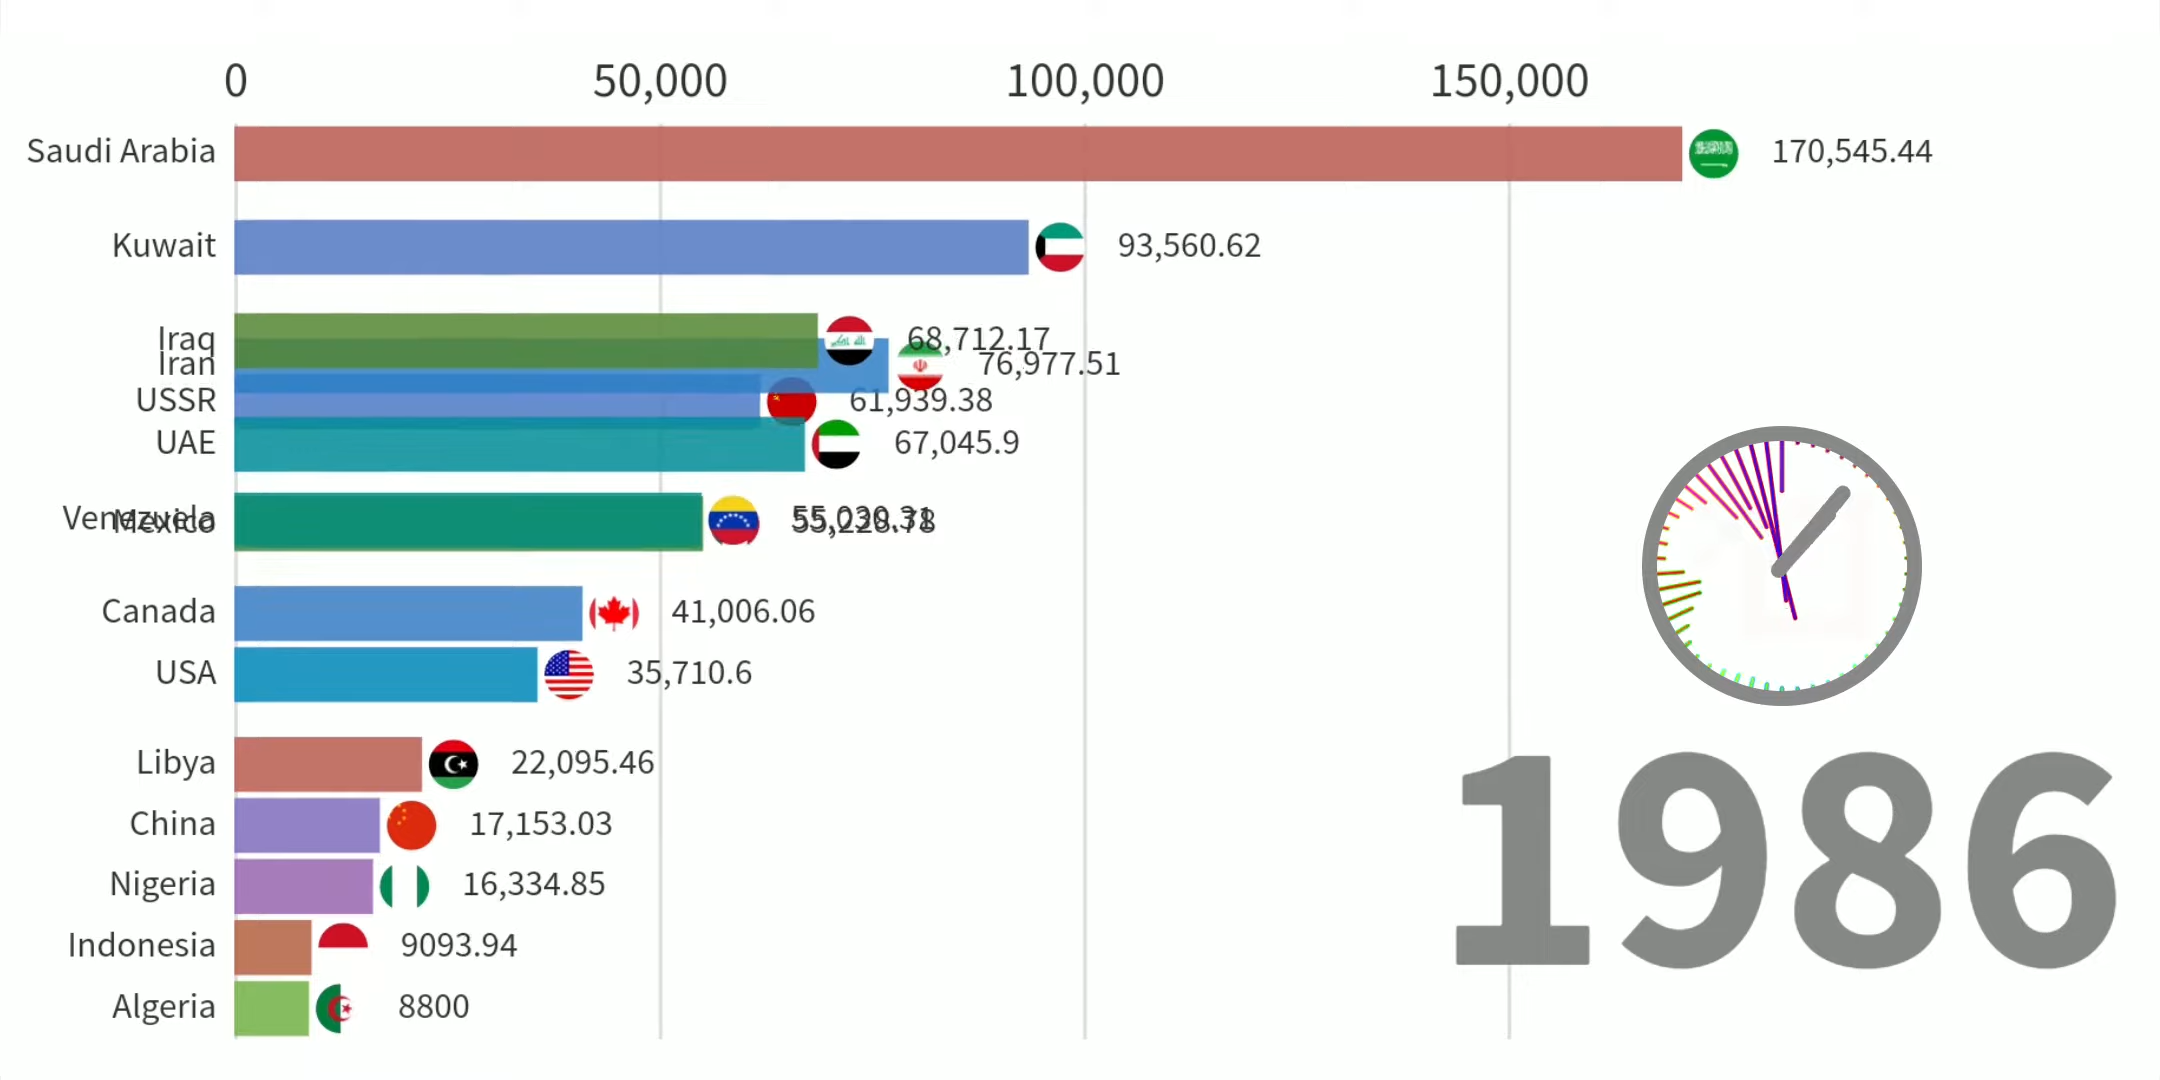 0 50,000 100,000 150,000
Saudi Arabia 170,545.44
Kuwait 93,560.62
Iraq 68,712.17
Iran 76,977.51
USSR 61,939.38
UAE 67,045.9
Venezuela
Mexico
Canada 41,006.06
USA 35,710.6
Libya 22,095.46
China 17,153.03
Nigeria 16,334.85
Indonesia 9093.94
Algeria 8800
1986